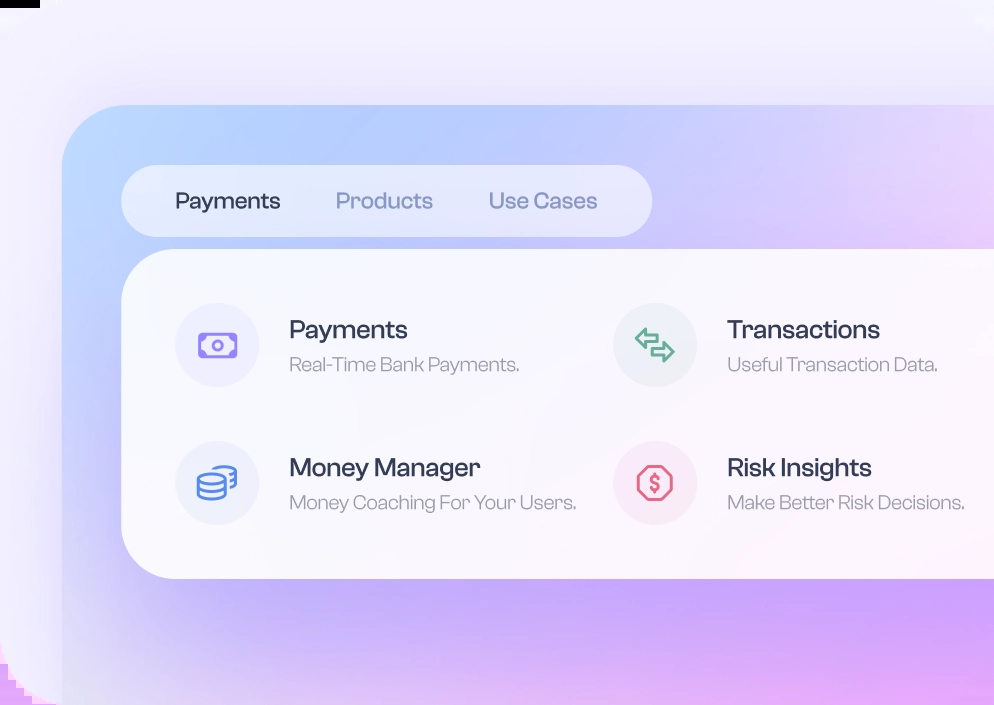 Payments Products Use Cases
Payments
Real-Time Bank Payments.
Transactions
Useful Transaction Data.
Money Manager
Money Coaching For Your Users.
Risk Insights
Make Better Risk Decisions.